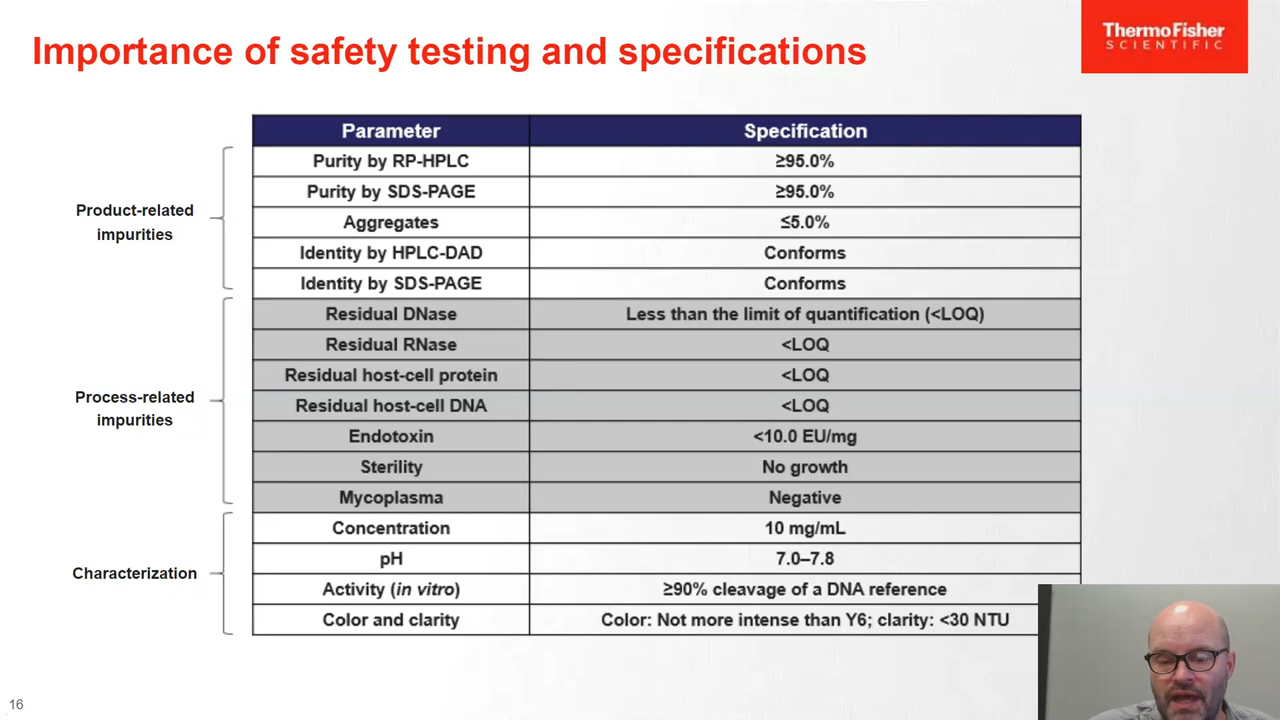 Importance of safety testing and specifications
ThermoFisher
SCIENTIFIC
Parameter Specification
Product-related
impurities
Purity by RP-HPLC ≥95.0%
Purity by SDS-PAGE ≥95.0%
Aggregates ≤5.0%
Identity by HPLC-DAD Conforms
Identity by SDS-PAGE Conforms
Process-related
impurities
Residual DNase Less than the limit of quantification (<LOQ)
Residual RNase <LOQ
Residual host-cell protein <LOQ
Residual host-cell DNA <LOQ
Endotoxin <10.0 EU/mg
Sterility No growth
Mycoplasma Negative
Characterization
Concentration 10 mg/mL
pH 7.0–7.8
Activity (in vitro) ≥90% cleavage of a DNA reference
Color and clarity Color: Not more intense than Y6; clarity: <30 NTU
16